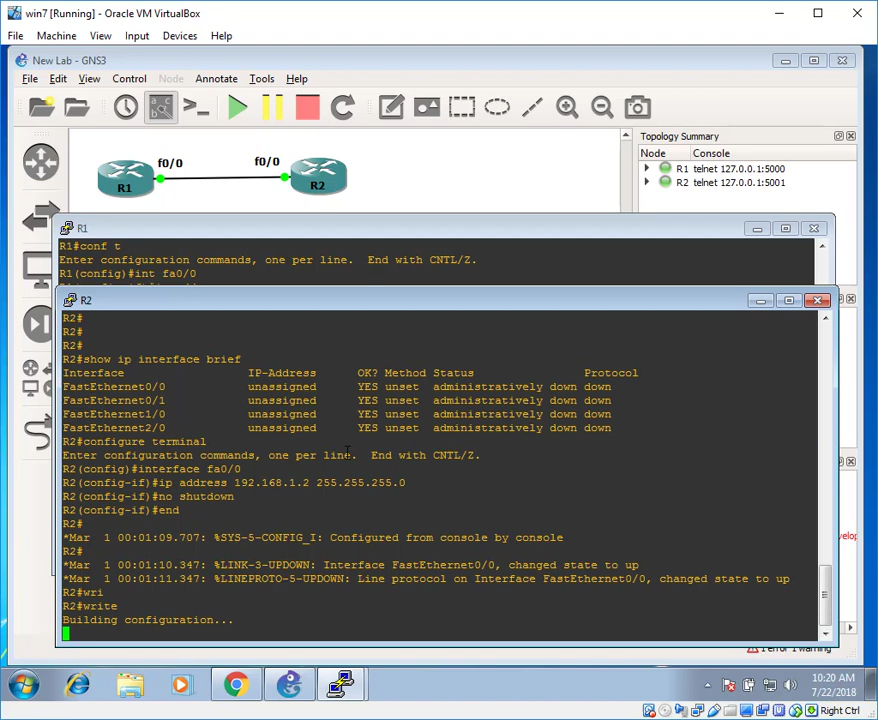 win7 [Running] - Oracle VM VirtualBox
File Machine View Input Devices Help
New Lab - GNS3
File Edit View Control Node Annotate Tools Help
Topology Summary
Node Console
R1 telnet 127.0.0.1:5000
R2 telnet 127.0.0.1:5001
f0/0
f0/0
R1
R2
R1
R1#conf t
Enter configuration commands, one per line. End with CNTL/Z.
R1(config)#int fa0/0
R2
R2#
R2#
R2#
R2#show ip interface brief
Interface IP-Address OK? Method Status Protocol
FastEthernet0/0 unassigned YES unset administratively down down
FastEthernet0/1 unassigned YES unset administratively down down
FastEthernet1/0 unassigned YES unset administratively down down
FastEthernet2/0 unassigned YES unset administratively down down
R2#configure terminal
Enter configuration commands, one per line. End with CNTL/Z.
R2(config)#interface fa0/0
R2(config-if)#ip address 192.168.1.2 255.255.255.0
R2(config-if)#no shutdown
R2(config-if)#end
R2#
*Mar 1 00:01:09.707: %SYS-5-CONFIG_I: Configured from console by console
R2#
*Mar 1 00:01:10.347: %LINK-3-UPDOWN: Interface FastEthernet0/0, changed state to up
*Mar 1 00:01:11.347: %LINEPROTO-5-UPDOWN: Line protocol on Interface FastEthernet0/0, changed state to up
R2#wri
R2#write
Building configuration...
velop
1 error 1 warning
10:20 AM
7/22/2018
Right Ctrl